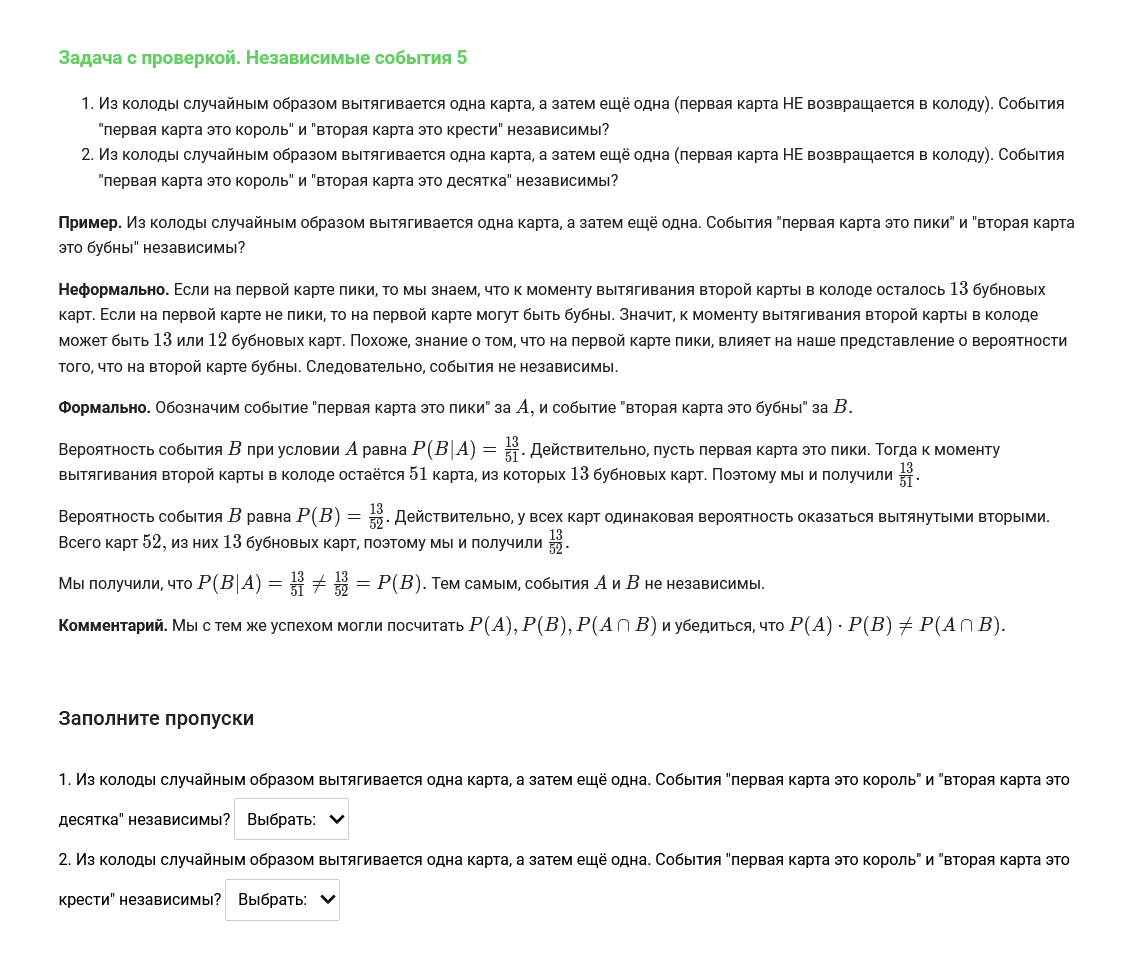 Задача с проверкой. Независимые события 5
1. Из колоды случайным образом вытягивается одна карта, а затем ещё одна (первая карта НЕ возвращается в колоду). События
"первая карта это король" и "вторая карта это крести" независимы?
2. Из колоды случайным образом вытягивается одна карта, а затем ещё одна (первая карта НЕ возвращается в колоду). События
"первая карта это король" и "вторая карта это десятка" независимы?
Пример. Из колоды случайным образом вытягивается одна карта, а затем ещё одна. События "первая карта это пики" и "вторая карта
это бубны" независимы?
Неформально. Если на первой карте пики, то мы знаем, что к моменту вытягивания второй карты в колоде осталось 13 бубновых
карт. Если на первой карте не пики, то на первой карте могут быть бубны. Значит, к моменту вытягивания второй карты в колоде
может быть 13 или 12 бубновых карт. Похоже, знание о том, что на первой карте пики, влияет на наше представление о вероятности
того, что на второй карте бубны. Следовательно, события не независимы.
Формально. Обозначим событие "первая карта это пики" за A, и событие "вторая карта это бубны" за B.
Вероятность события B при условии A равна P(B|A) = 13/51. Действительно, пусть первая карта это пики. Тогда к моменту
вытягивания второй карты в колоде остаётся 51 карта, из которых 13 бубновых карт. Поэтому мы и получили 13/51.
Вероятность события B равна P(B) = 13/52. Действительно, у всех карт одинаковая вероятность оказаться вытянутыми вторыми.
Всего карт 52, из них 13 бубновых карт, поэтому мы и получили 13/52.
Мы получили, что P(B|A) = 13/51 ≠ 13/52 = P(B). Тем самым, события A и B не независимы.
Комментарий. Мы с тем же успехом могли посчитать P(A), P(B), P(A ∩ B) и убедиться, что P(A) · P(B) ≠ P(A ∩ B).
Заполните пропуски
1. Из колоды случайным образом вытягивается одна карта, а затем ещё одна. События "первая карта это король" и "вторая карта это
десятка" независимы? Выбрать:
2. Из колоды случайным образом вытягивается одна карта, а затем ещё одна. События "первая карта это король" и "вторая карта это
крести" независимы? Выбрать: